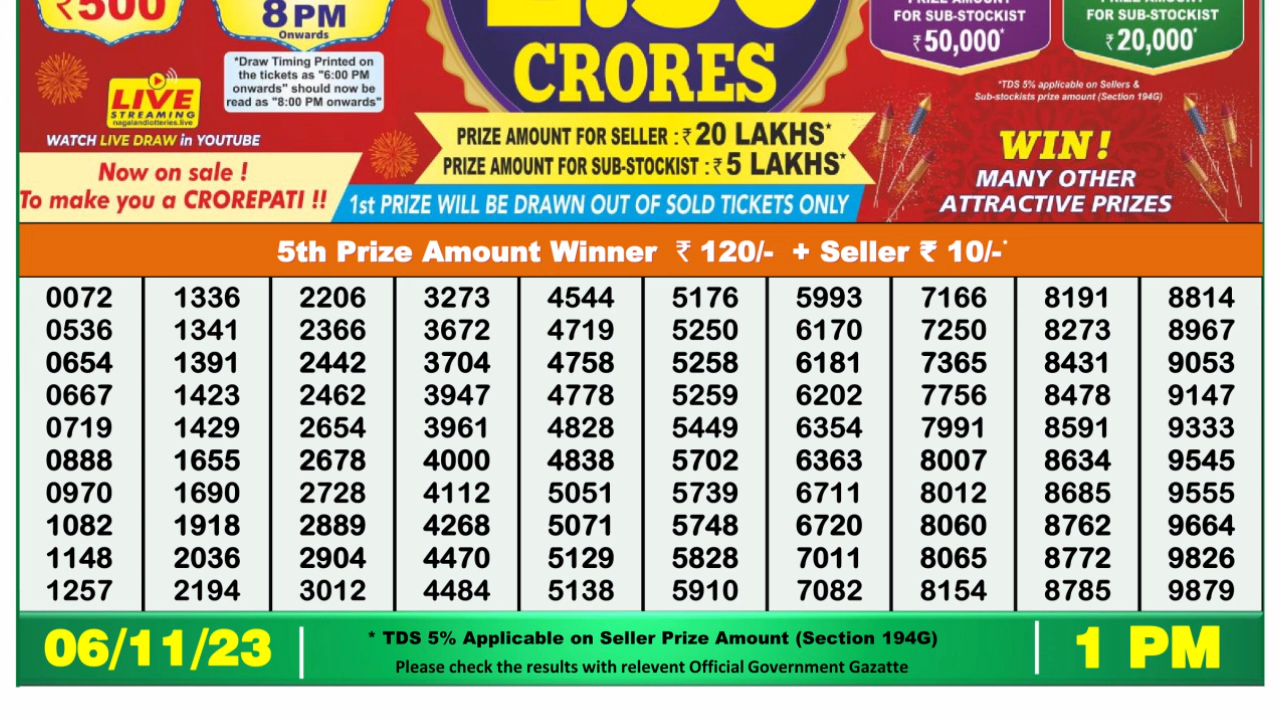 ₹500
8 PM
Onwards
*Draw Timing Printed on
the tickets as "6:00 PM
onwards" should now be
read as "8:00 PM onwards"
LIVE
STREAMING
nagalandlotteries.live
WATCH LIVE DRAW in YOUTUBE
Now on sale !
To make you a CROREPATI !!
CRORES
PRIZE AMOUNT FOR SELLER : ₹ 20 LAKHS*
PRIZE AMOUNT FOR SUB-STOCKIST : ₹ 5 LAKHS*
1st PRIZE WILL BE DRAWN OUT OF SOLD TICKETS ONLY
FOR SUB-STOCKIST
₹ 50,000*
FOR SUB-STOCKIST
₹ 20,000*
*TDS 5% applicable on Sellers &
Sub-stockists prize amount (Section 194G)
WIN !
MANY OTHER
ATTRACTIVE PRIZES
5th Prize Amount Winner ₹ 120/- + Seller ₹ 10/-*
0072 1336 2206 3273 4544 5176 5993 7166 8191 8814
0536 1341 2366 3672 4719 5250 6170 7250 8273 8967
0654 1391 2442 3704 4758 5258 6181 7365 8431 9053
0667 1423 2462 3947 4778 5259 6202 7756 8478 9147
0719 1429 2654 3961 4828 5449 6354 7991 8591 9333
0888 1655 2678 4000 4838 5702 6363 8007 8634 9545
0970 1690 2728 4112 5051 5739 6711 8012 8685 9555
1082 1918 2889 4268 5071 5748 6720 8060 8762 9664
1148 2036 2904 4470 5129 5828 7011 8065 8772 9826
1257 2194 3012 4484 5138 5910 7082 8154 8785 9879
06/11/23
* TDS 5% Applicable on Seller Prize Amount (Section 194G)
Please check the results with relevent Official Government Gazatte
1 PM